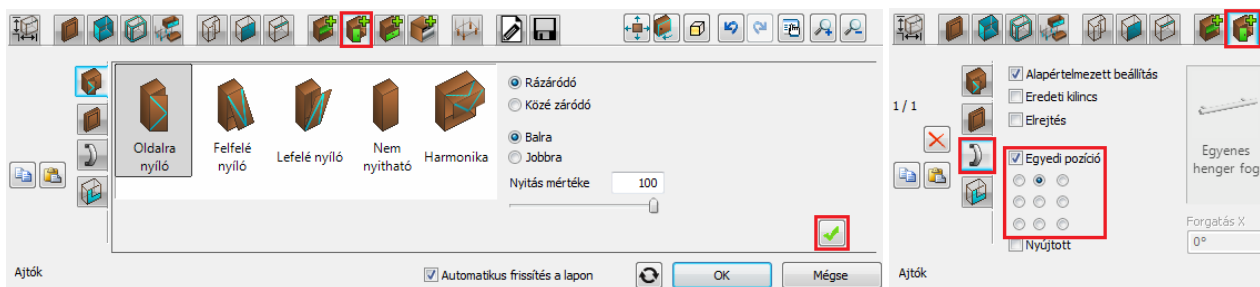 Oldalra
nyíló
Felfelé
nyíló
Lefelé nyíló
Nem
nyitható
Harmonika
Rázáródó
Közé záródó
Balra
Jobbra
Nyitás mértéke
100
Ajtók
Automatikus frissítés a lapon
OK
Mégse
1 / 1
Alapértelmezett beállítás
Eredeti kilincs
Elrejtés
Egyedi pozíció
Nyújtott
Egyenes
henger fog
Forgatás X
0°
Ajtók